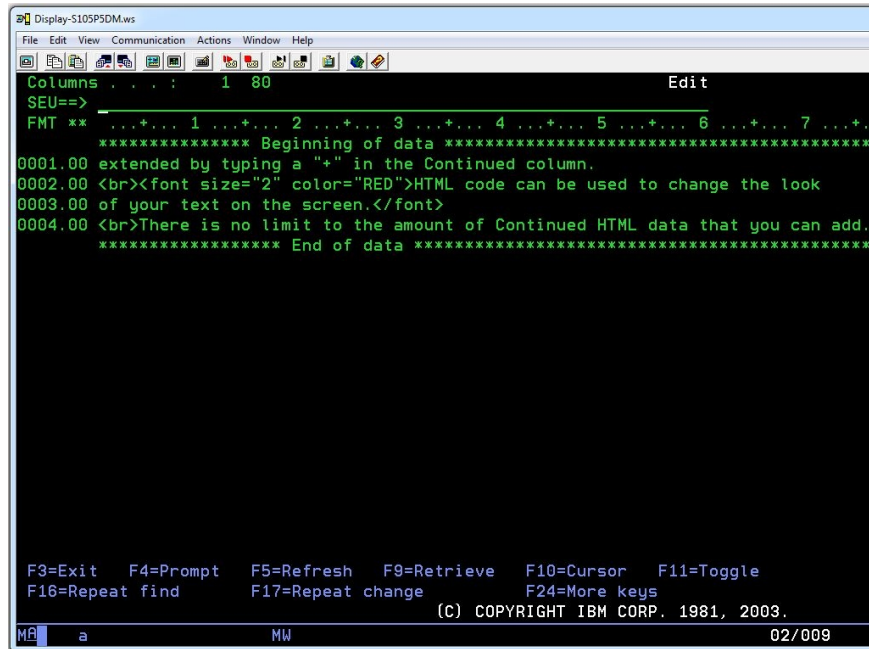 Display-S105P5DM.ws
File Edit View Communication Actions Window Help
Columns . . . : 1 80 Edit
SEU==>
FMT ** ...+... 1 ...+... 2 ...+... 3 ...+... 4 ...+... 5 ...+... 6 ...+... 7 ...+.
*************** Beginning of data ******************************************
0001.00 extended by typing a "+" in the Continued column.
0002.00 <br><font size="2" color="RED">HTML code can be used to change the look
0003.00 of your text on the screen.</font>
0004.00 <br>There is no limit to the amount of Continued HTML data that you can add.
****************** End of data *********************************************
F3=Exit F4=Prompt F5=Refresh F9=Retrieve F10=Cursor F11=Toggle
F16=Repeat find F17=Repeat change F24=More keys
(C) COPYRIGHT IBM CORP. 1981, 2003.
MA a MW 02/009